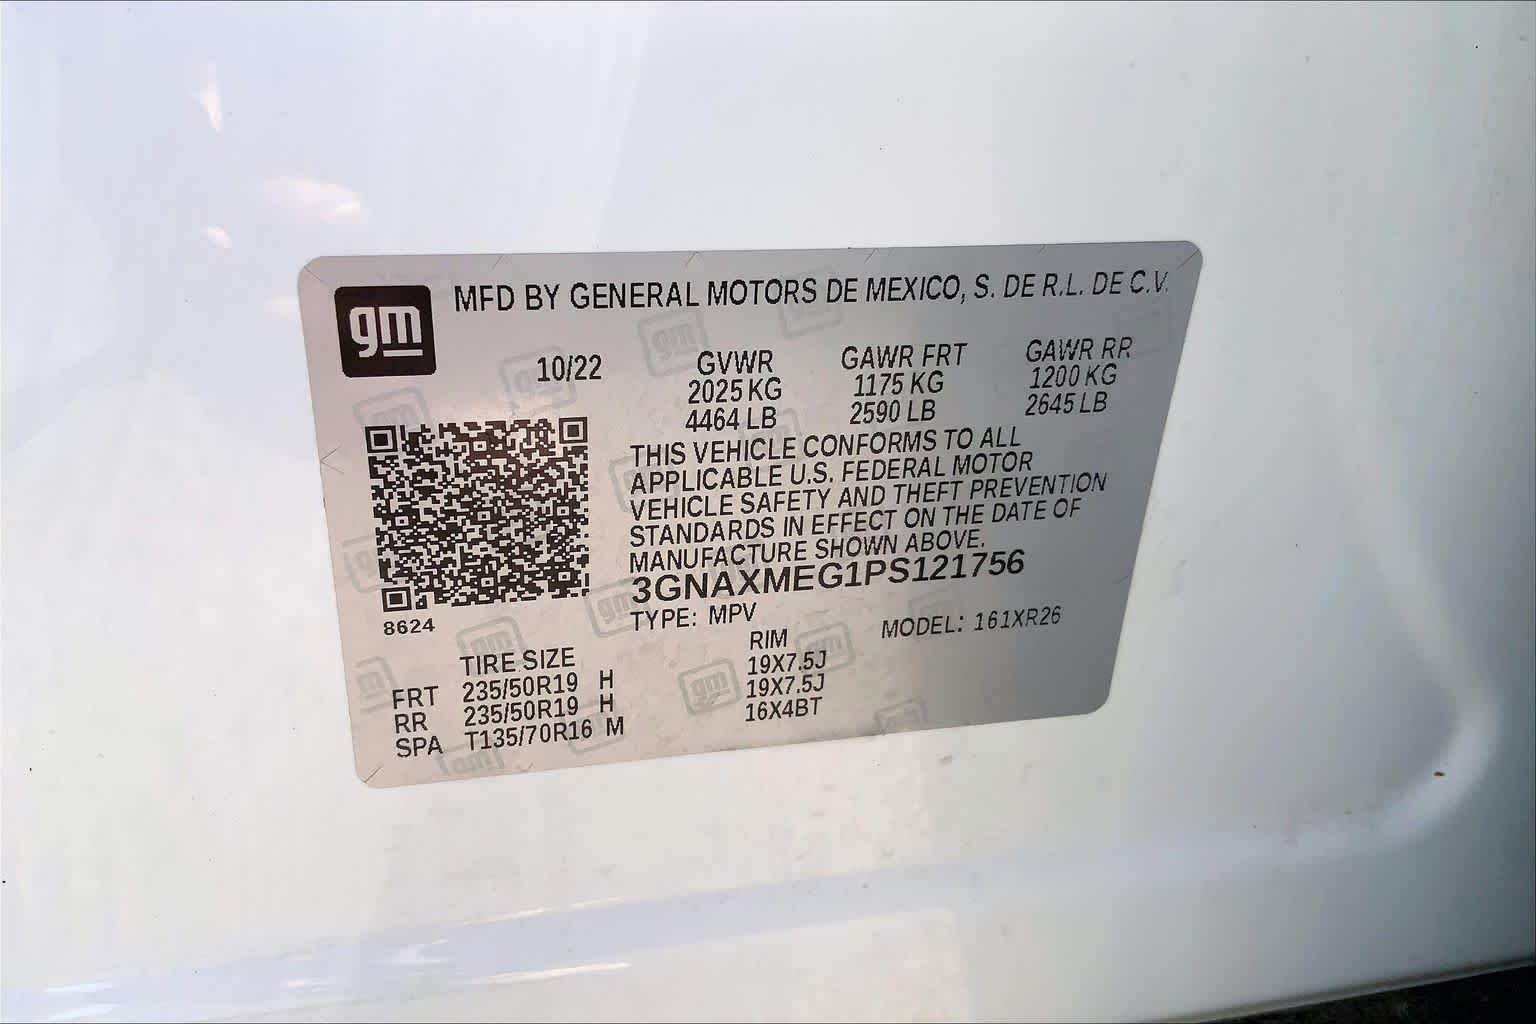 gm MFD BY GENERAL MOTORS DE MEXICO, S. DE R.L. DE C.V.
10/22 GVWR GAWR FRT GAWR RR
2025 KG 1175 KG 1200 KG
4464 LB 2590 LB 2645 LB
THIS VEHICLE CONFORMS TO ALL
APPLICABLE U.S. FEDERAL MOTOR
VEHICLE SAFETY AND THEFT PREVENTION
STANDARDS IN EFFECT ON THE DATE OF
MANUFACTURE SHOWN ABOVE.
3GNAXMEG1PS121756
8624
TYPE: MPV MODEL: 161XR26
TIRE SIZE RIM
FRT 235/50R19 H 19X7.5J
RR 235/50R19 H 19X7.5J
SPA T135/70R16 M 16X4BT